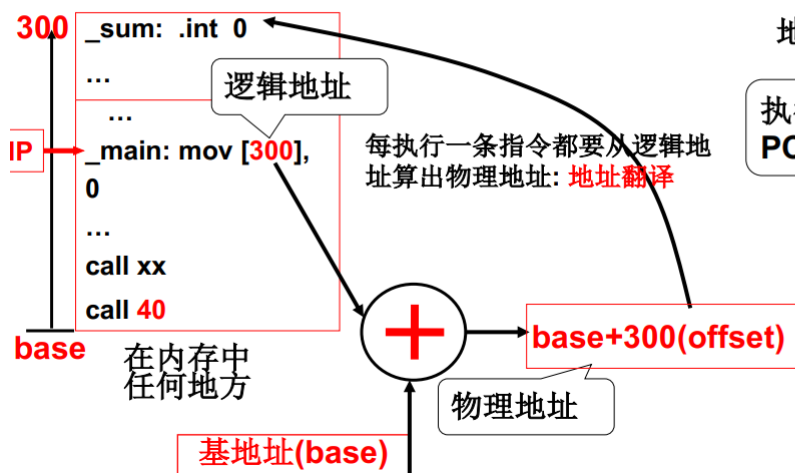 300
_sum:  .int  0
…
逻辑地址
…
IP
_main: mov [300],
0
…
call xx
call 40
base
在内存中
任何地方
每执行一条指令都要从逻辑地
址算出物理地址: 地址翻译
地
执
PC
+
base+300(offset)
物理地址
基地址(base)